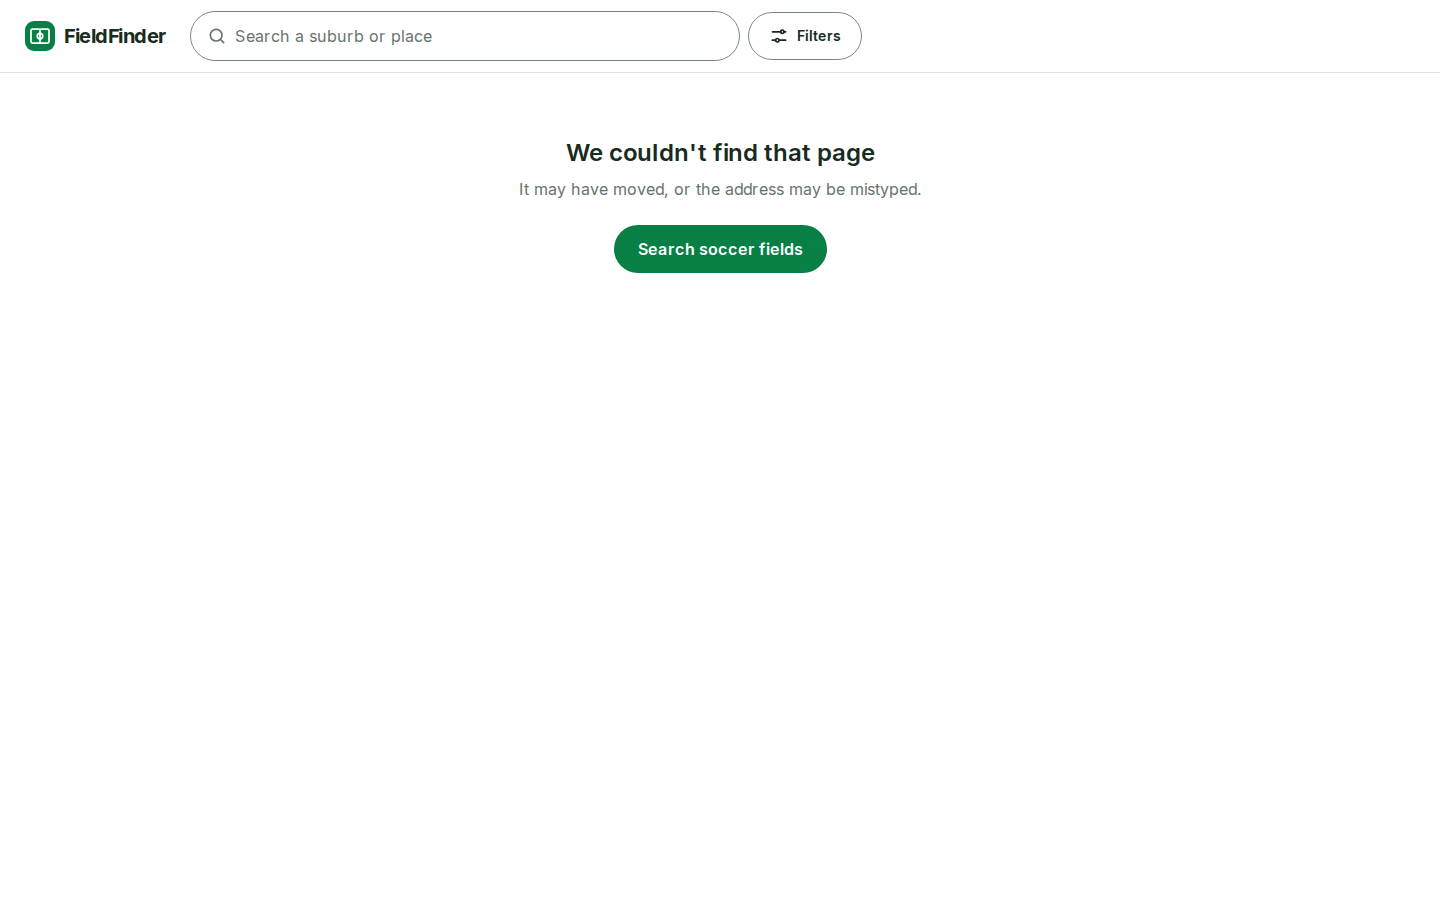 FieldFinder
Search a suburb or place
Filters
We couldn't find that page
It may have moved, or the address may be mistyped.
Search soccer fields